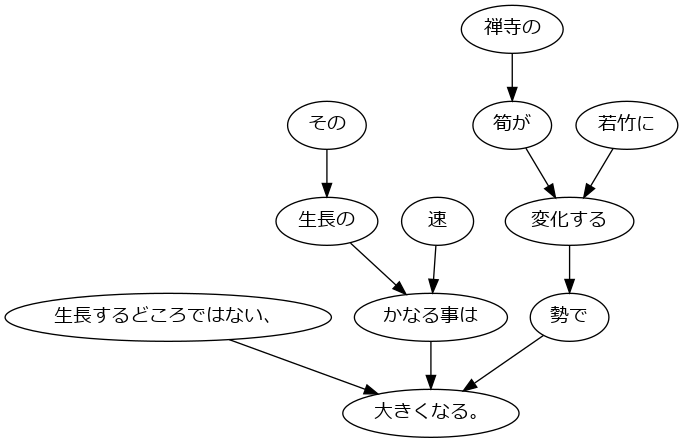 禅寺の
その
筍が
若竹に
生長の
速
変化する
生長するどころではない、
かなる事は
勢で
大きくなる。